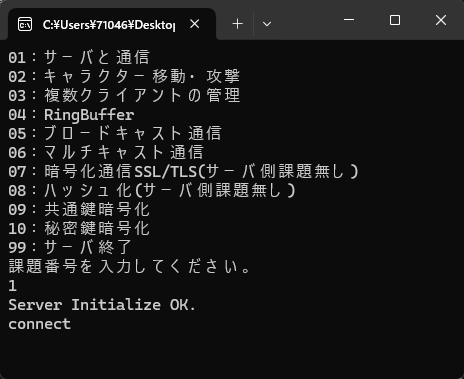 C:¥Users¥71046¥Desktop
01：サーバと通信
02：キャラクター移動・攻撃
03：複数クライアントの管理
04：RingBuffer
05：ブロードキャスト通信
06：マルチキャスト通信
07：暗号化通信SSL/TLS(サーバ側課題無し)
08：ハッシュ化(サーバ側課題無し)
09：共通鍵暗号化
10：秘密鍵暗号化
99：サーバ終了
課題番号を入力してください。
1
Server Initialize OK.
connect